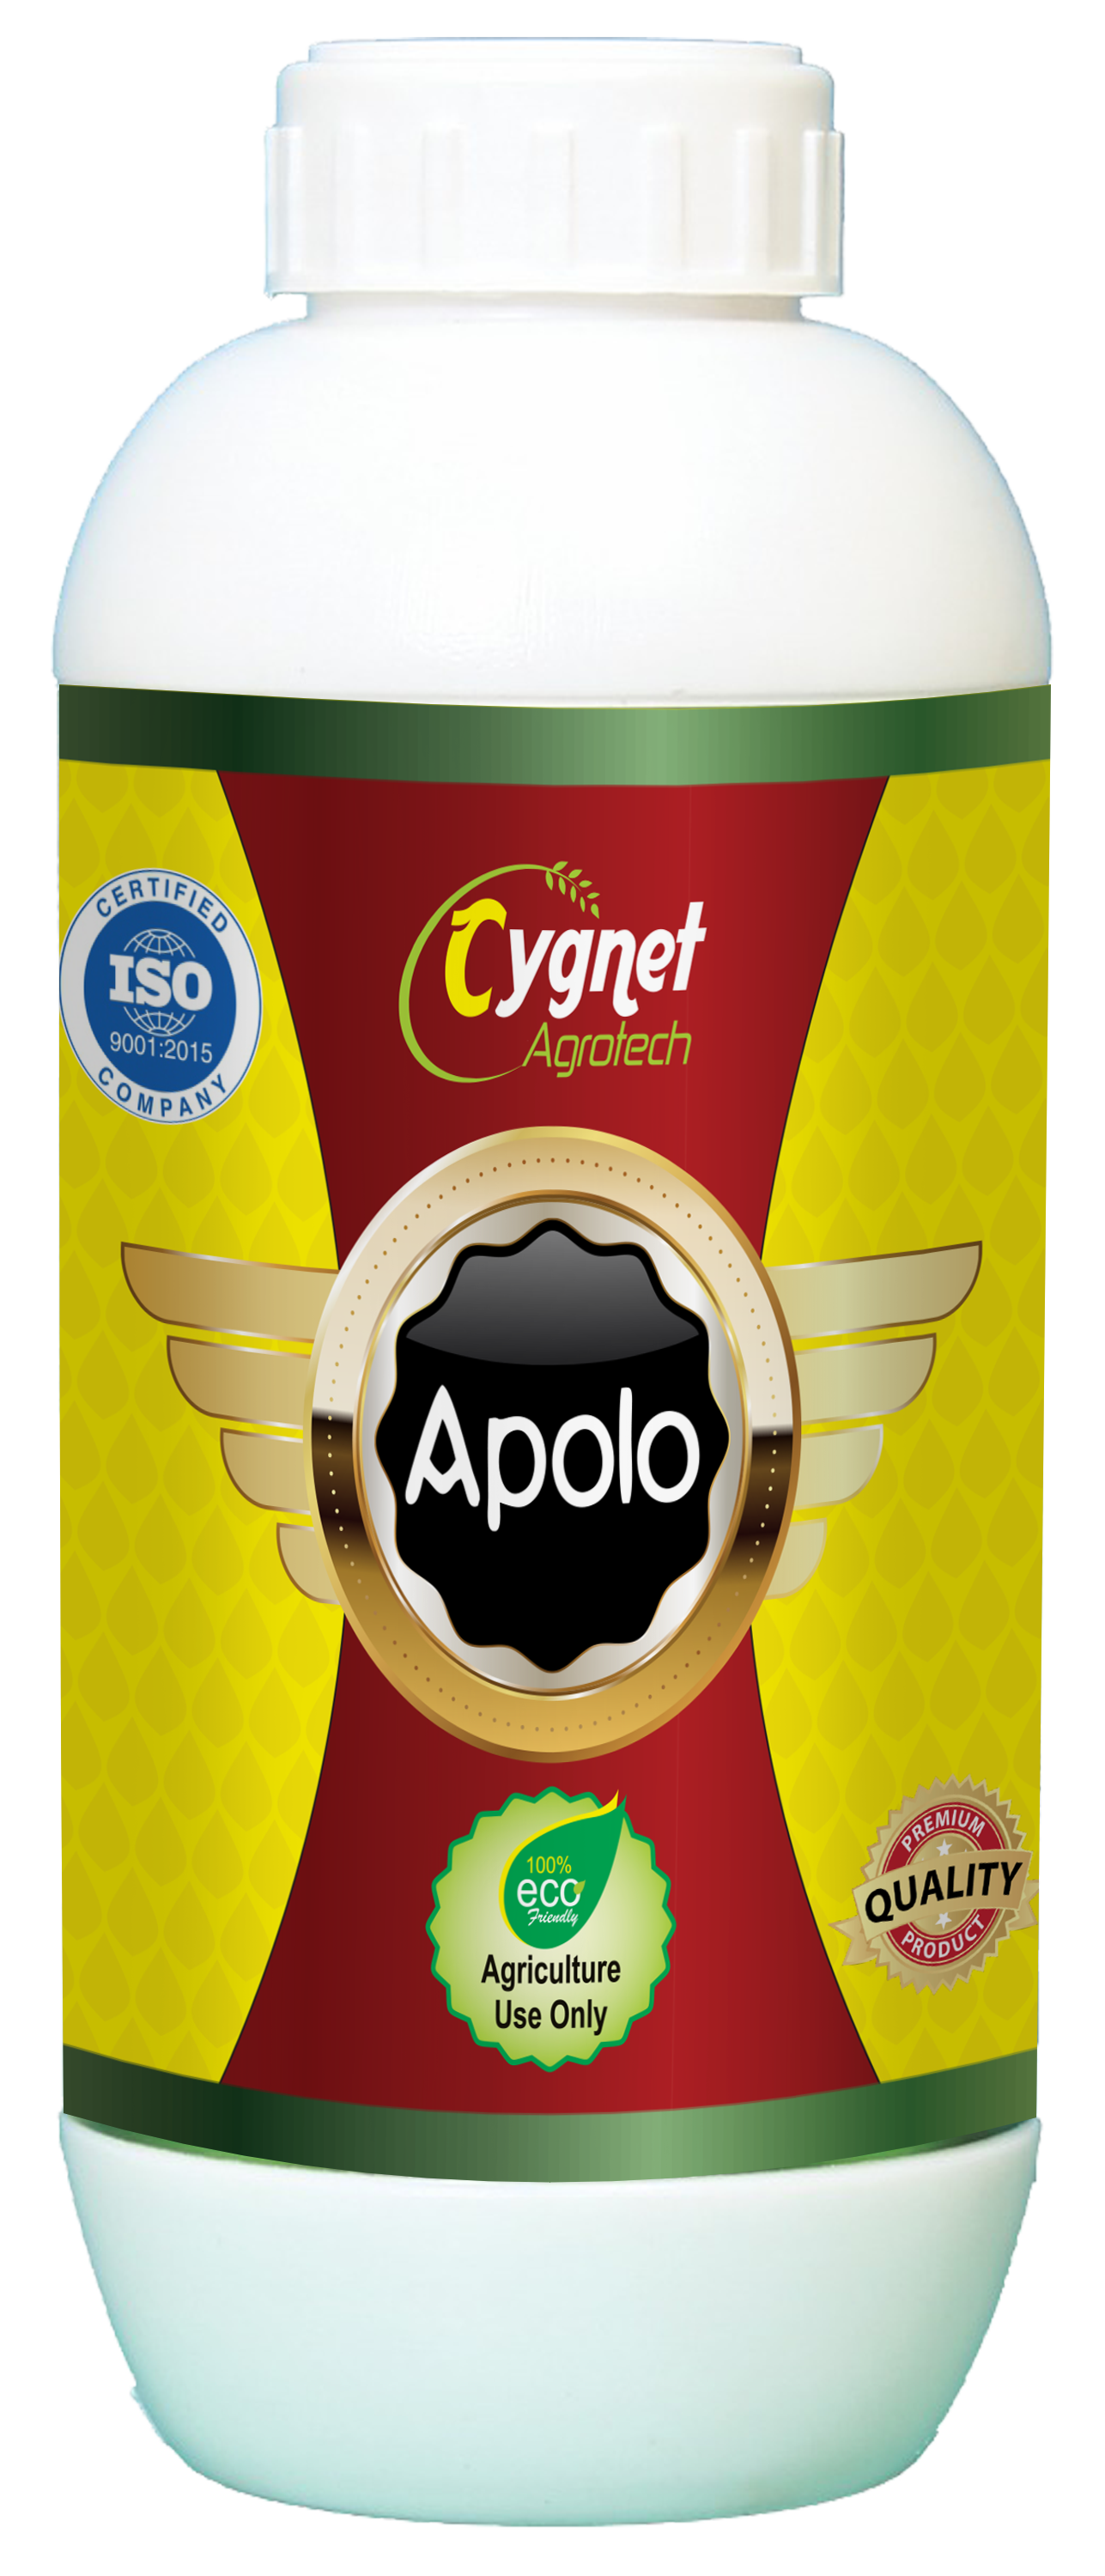 Cygnet
Agrotech
CERTIFIED
ISO
9001:2015
COMPANY
Apolo
100%
eco
Friendly
Agriculture
Use Only
PREMIUM
QUALITY
PRODUCT